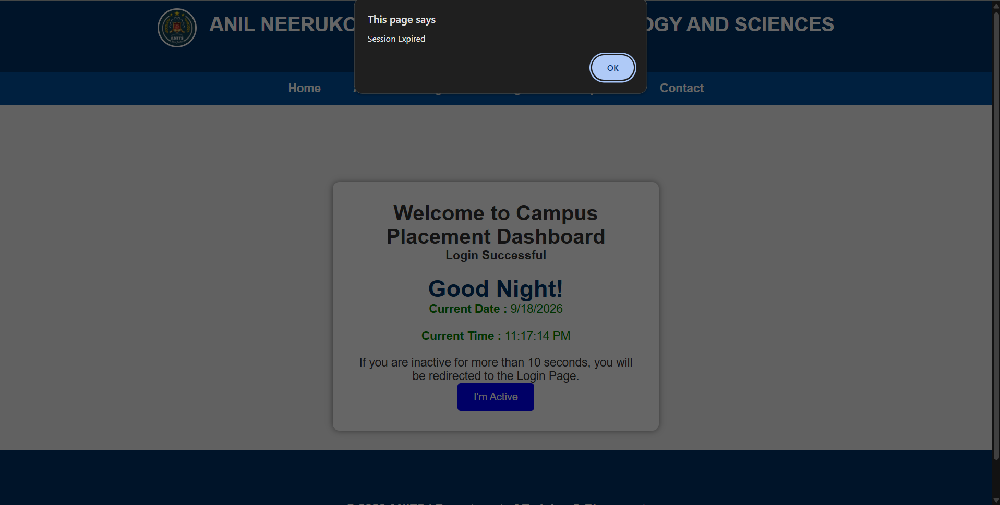 This page says
Session Expired
OK
ANIL NEERUKO
OGY AND SCIENCES
25
ANITS
Home
Contact
Welcome to Campus
Placement Dashboard
Login Successful
Good Night!
Current Date : 9/18/2026
Current Time : 11:17:14 PM
If you are inactive for more than 10 seconds, you will
be redirected to the Login Page.
I'm Active